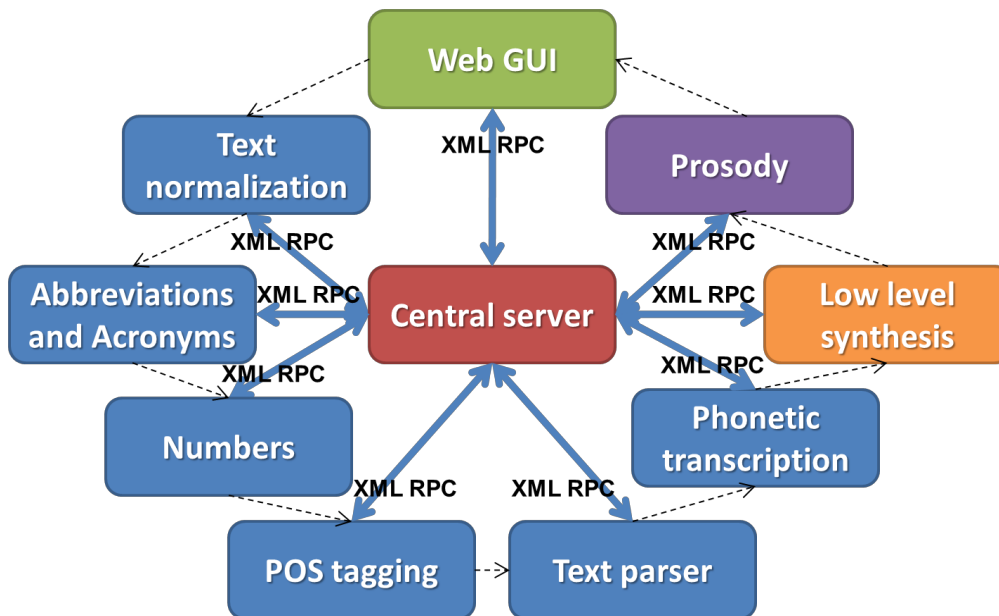 Web GUI
XML RPC
Text
normalization
Prosody
XML RPC
XML RPC
Abbreviations
and Acronyms
XML RPC
Central server
XML RPC
Low level
synthesis
XML RPC
XML RPC
Numbers
Phonetic
transcription
XML RPC
XML RPC
POS tagging
Text parser